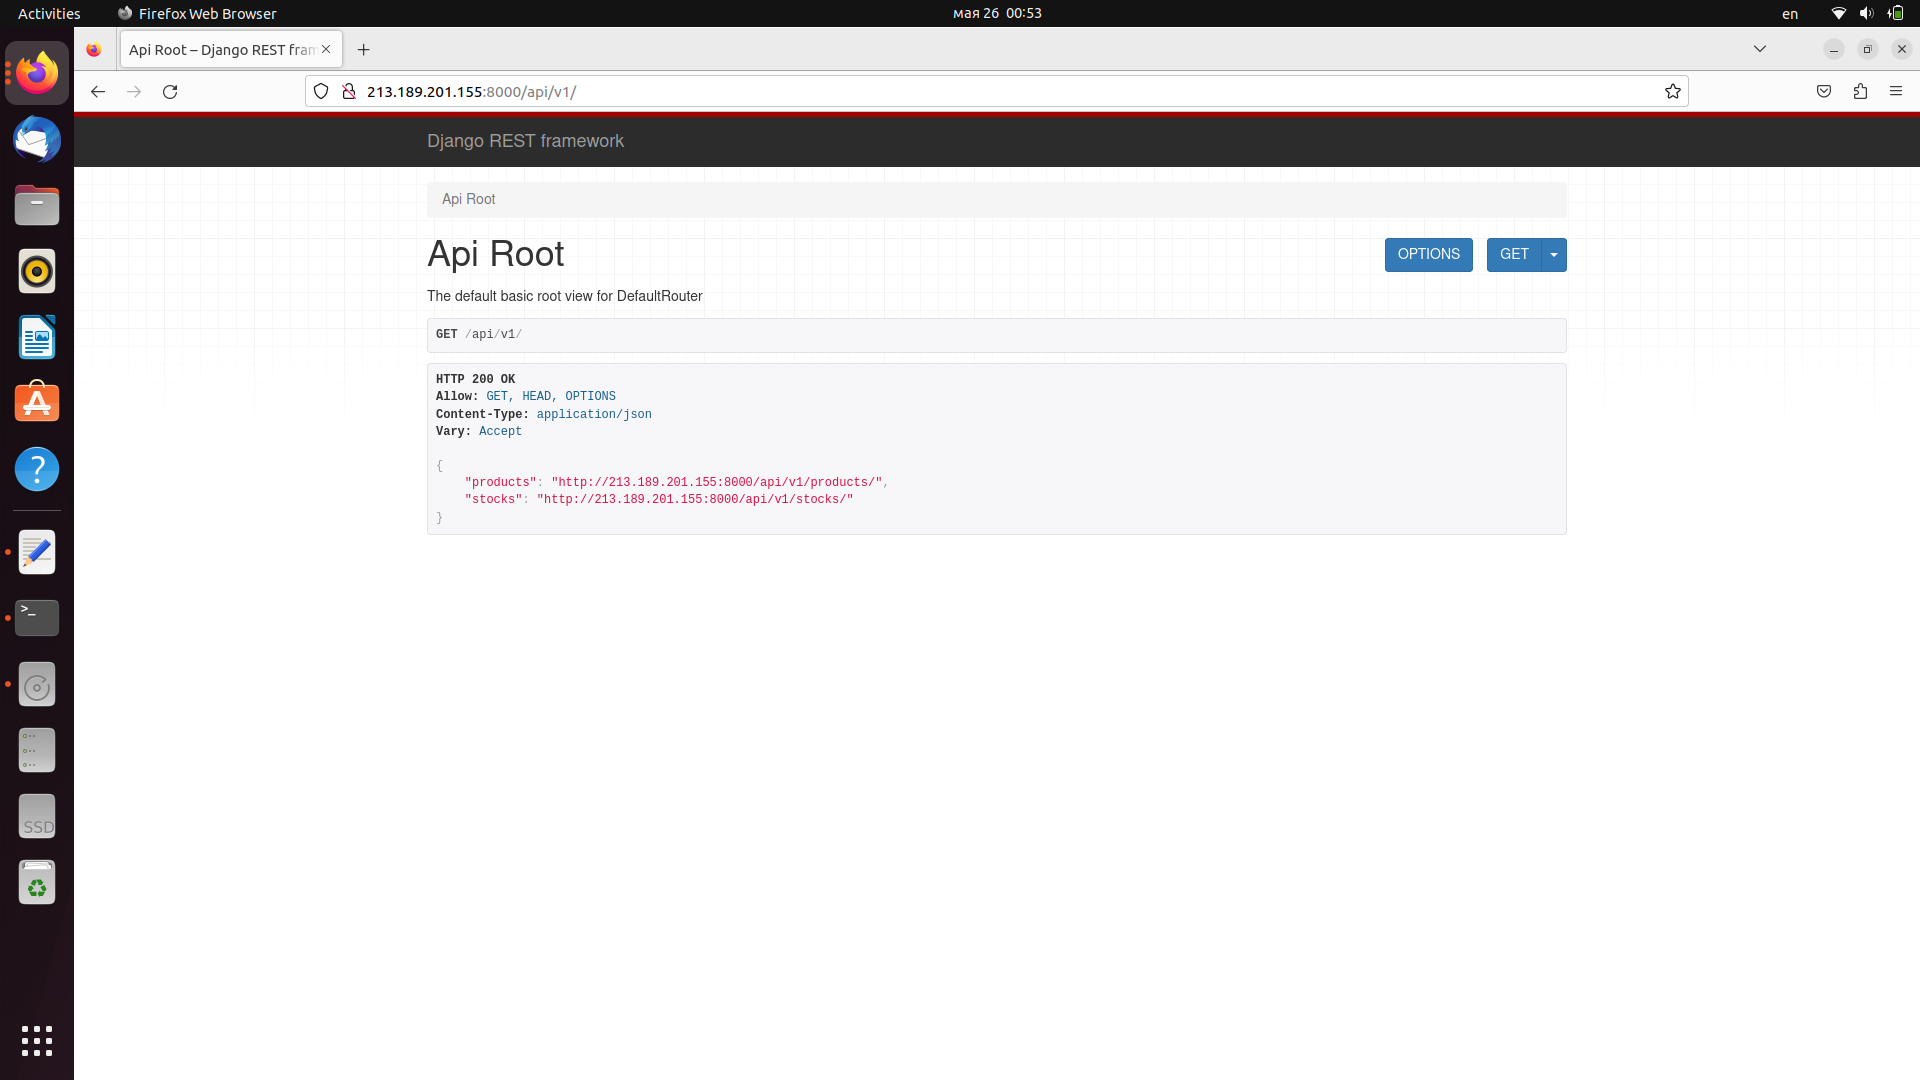 Activities
Firefox Web Browser
мая 26 00:53
en
Api Root – Django REST fram
213.189.201.155:8000/api/v1/
Django REST framework
Api Root
Api Root
OPTIONS
GET
The default basic root view for DefaultRouter
GET /api/v1/
HTTP 200 OK
Allow: GET, HEAD, OPTIONS
Content-Type: application/json
Vary: Accept
{
"products": "http://213.189.201.155:8000/api/v1/products/",
"stocks": "http://213.189.201.155:8000/api/v1/stocks/"
}
>_
SSD